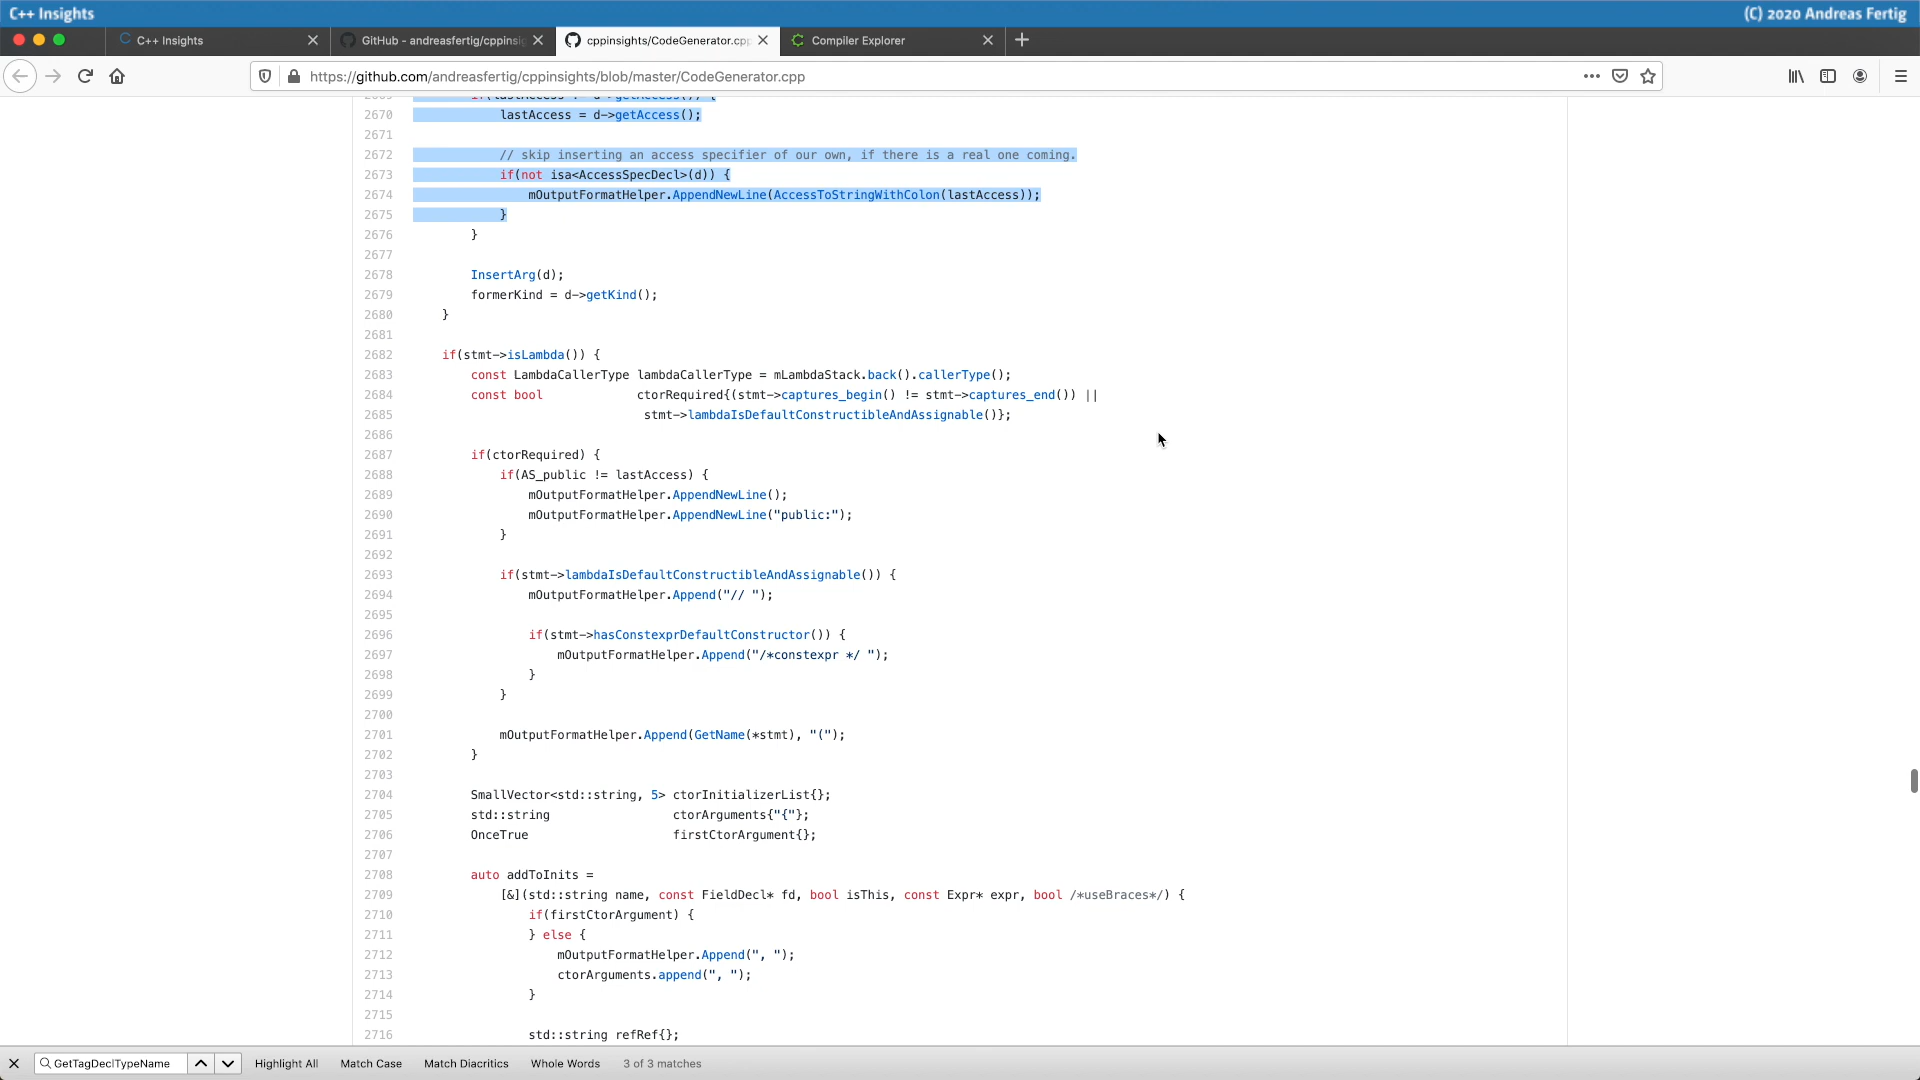 C++ Insights
(C) 2020 Andreas Fertig
C++ Insights
GitHub - andreasfertig/cppinsig
cppinsights/CodeGenerator.cpp
Compiler Explorer
https://github.com/andreasfertig/cppinsights/blob/master/CodeGenerator.cpp
2670 lastAccess = d->getAccess();
2671
2672 // skip inserting an access specifier of our own, if there is a real one coming.
2673 if(not isa<AccessSpecDecl>(d)) {
2674 mOutputFormatHelper.AppendNewLine(AccessToStringWithColon(lastAccess));
2675 }
2676 }
2677
2678 InsertArg(d);
2679 formerKind = d->getKind();
2680 }
2681
2682 if(stmt->isLambda()) {
2683 const LambdaCallerType lambdaCallerType = mLambdaStack.back().callerType();
2684 const bool ctorRequired{(stmt->captures_begin() != stmt->captures_end()) ||
2685 stmt->lambdaIsDefaultConstructibleAndAssignable()};
2686
2687 if(ctorRequired) {
2688 if(AS_public != lastAccess) {
2689 mOutputFormatHelper.AppendNewLine();
2690 mOutputFormatHelper.AppendNewLine("public:");
2691 }
2692
2693 if(stmt->lambdaIsDefaultConstructibleAndAssignable()) {
2694 mOutputFormatHelper.Append("// ");
2695
2696 if(stmt->hasConstexprDefaultConstructor()) {
2697 mOutputFormatHelper.Append("/*constexpr */ ");
2698 }
2699 }
2700
2701 mOutputFormatHelper.Append(GetName(*stmt), "(");
2702 }
2703
2704 SmallVector<std::string, 5> ctorInitializerList{};
2705 std::string ctorArguments{"{"};
2706 OnceTrue firstCtorArgument{};
2707
2708 auto addToInits =
2709 [&](std::string name, const FieldDecl* fd, bool isThis, const Expr* expr, bool /*useBraces*/) {
2710 if(firstCtorArgument) {
2711 } else {
2712 mOutputFormatHelper.Append(", ");
2713 ctorArguments.append(", ");
2714 }
2715
2716 std::string refRef{};
GetTagDeclTypeName
Highlight All
Match Case
Match Diacritics
Whole Words
3 of 3 matches